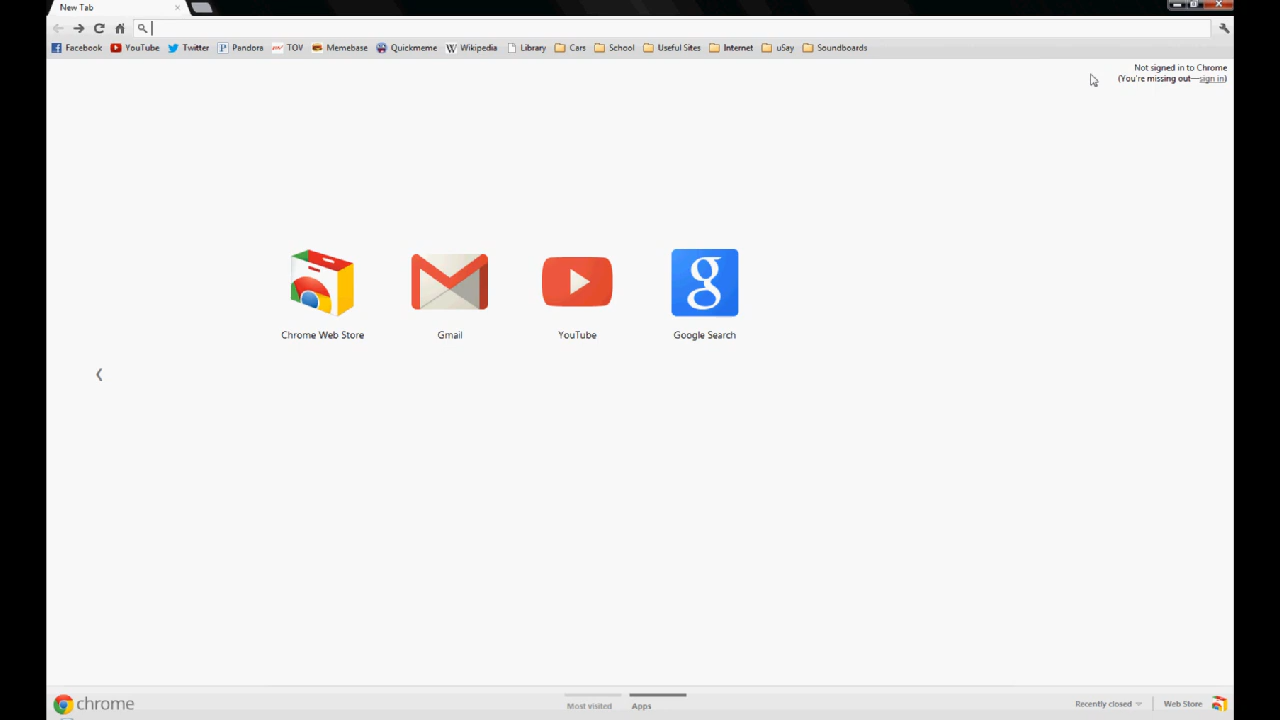 New Tab
Facebook YouTube Twitter Pandora TOV Memebase Quickmeme Wikipedia Library Cars School Useful Sites Internet uSay Soundboards
Not signed in to Chrome
(You're missing out—sign in)
Chrome Web Store Gmail YouTube Google Search
chrome Most visited Apps Recently closed Web Store